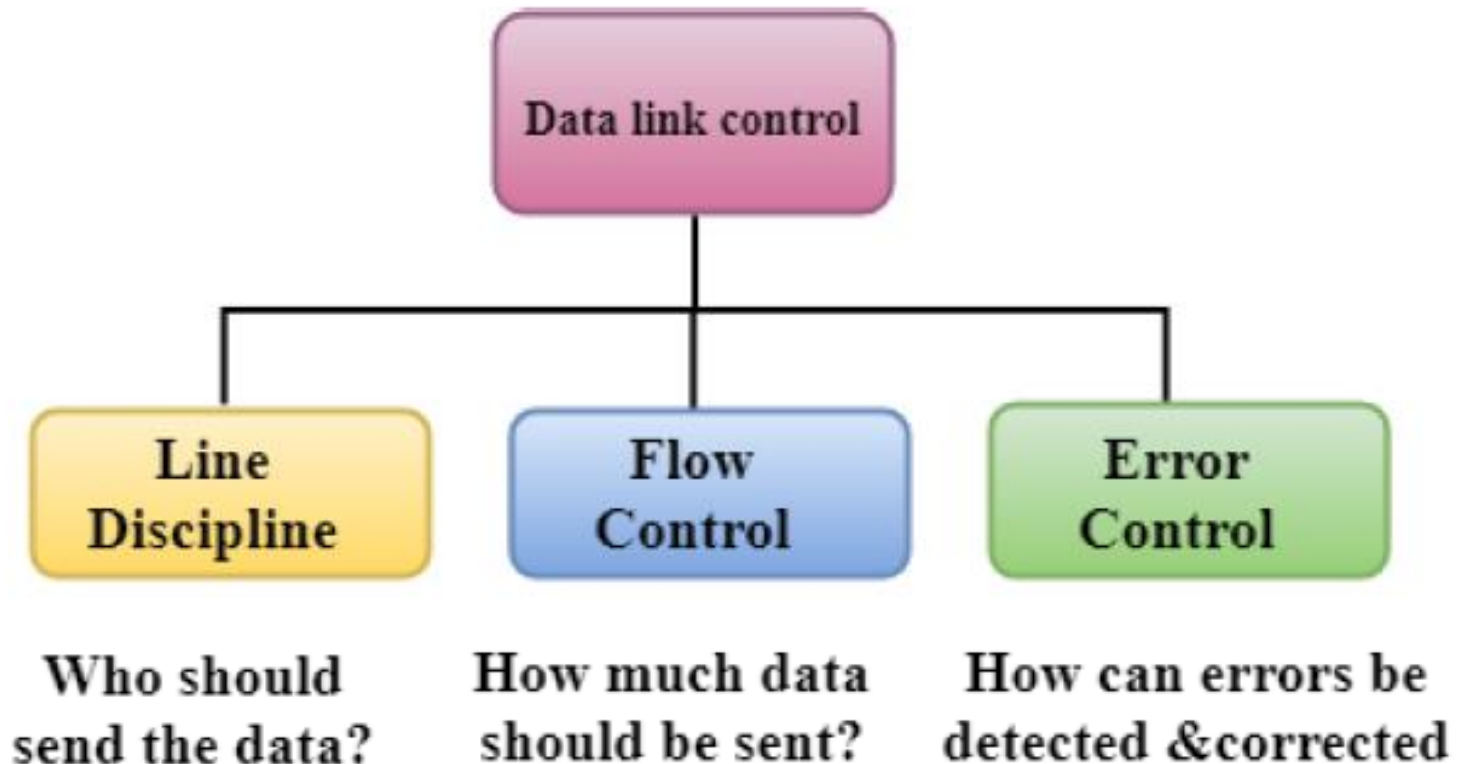 Data link control
Line
Discipline
Flow
Control
Error
Control
Who should
send the data?
How much data
should be sent?
How can errors be
detected &corrected